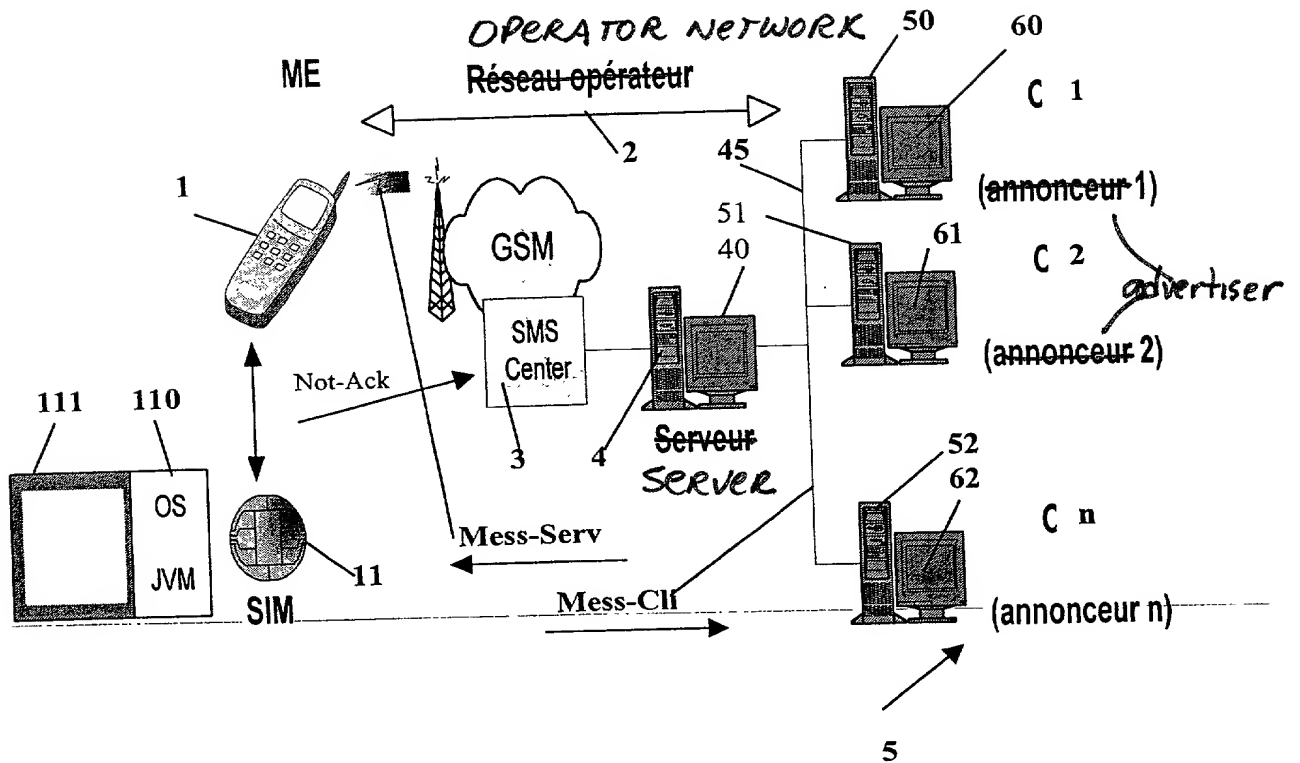 OPERATOR NETWORK
ME
Réseau opérateur
50
60
C 1
2
45
1
(annonceur 1)
GSM
51
40
61
C 2
advertiser
SMS
Center
(annonceur 2)
Not-Ack
111
110
3
4
Serveur
SERVER
52
62
OS
JVM
C n
Mess-Serv
11
SIM
Mess-Cli
(annonceur n)
5